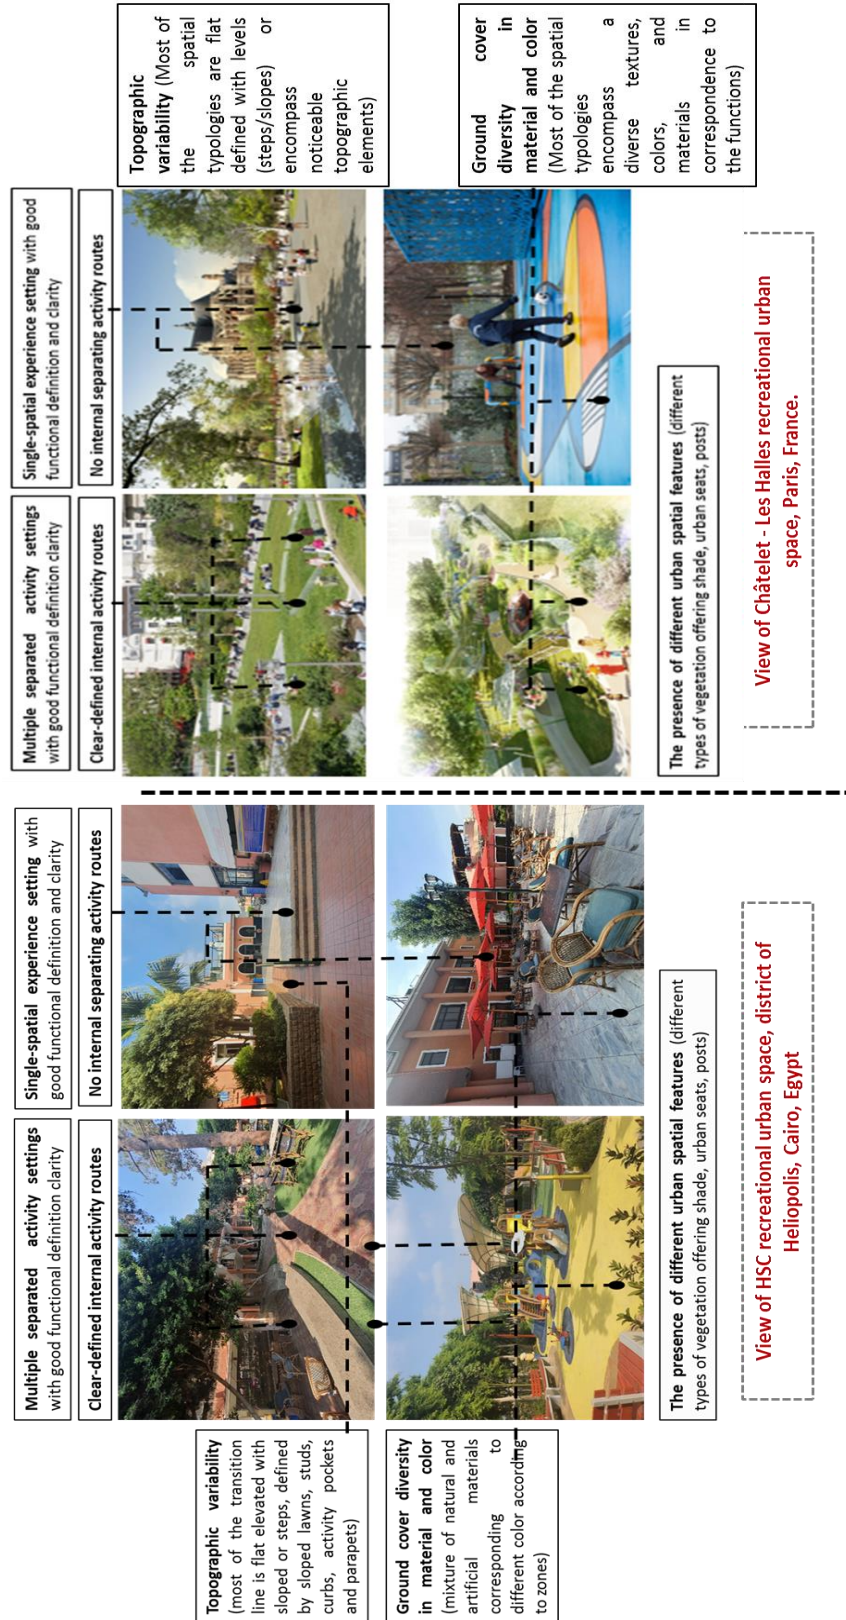 Multiple separated activity settings
with good functional definition clarity
Clear-defined internal activity routes
Single-spatial experience setting with
good functional definition and clarity
No internal separating activity routes
Topographic variability
(most of the transition
line is flat elevated with
sloped or steps, defined
by sloped lawns, studs,
curbs, activity pockets
and parapets)
Ground cover diversity
in material and color
(mixture of natural and
artificial materials
corresponding to
different color according
to zones)
The presence of different urban spatial features (different
types of vegetation offering shade, urban seats, posts)
View of HSC recreational urban space, district of
Heliopolis, Cairo, Egypt
Multiple separated activity settings
with good functional definition clarity
Clear-defined internal activity routes
Single-spatial experience setting with good
functional definition and clarity
No internal separating activity routes
Topographic
variability (Most of
the spatial
typologies are flat
defined with levels
(steps/slopes) or
encompass
noticeable
topographic
elements)
Ground cover
diversity in
material and color
(Most of the spatial
typologies
encompass a
diverse textures,
colors, and
materials in
correspondence to
the functions)
The presence of different urban spatial features (different
types of vegetation offering shade, urban seats, posts)
View of Châtelet - Les Halles recreational urban
space, Paris, France.